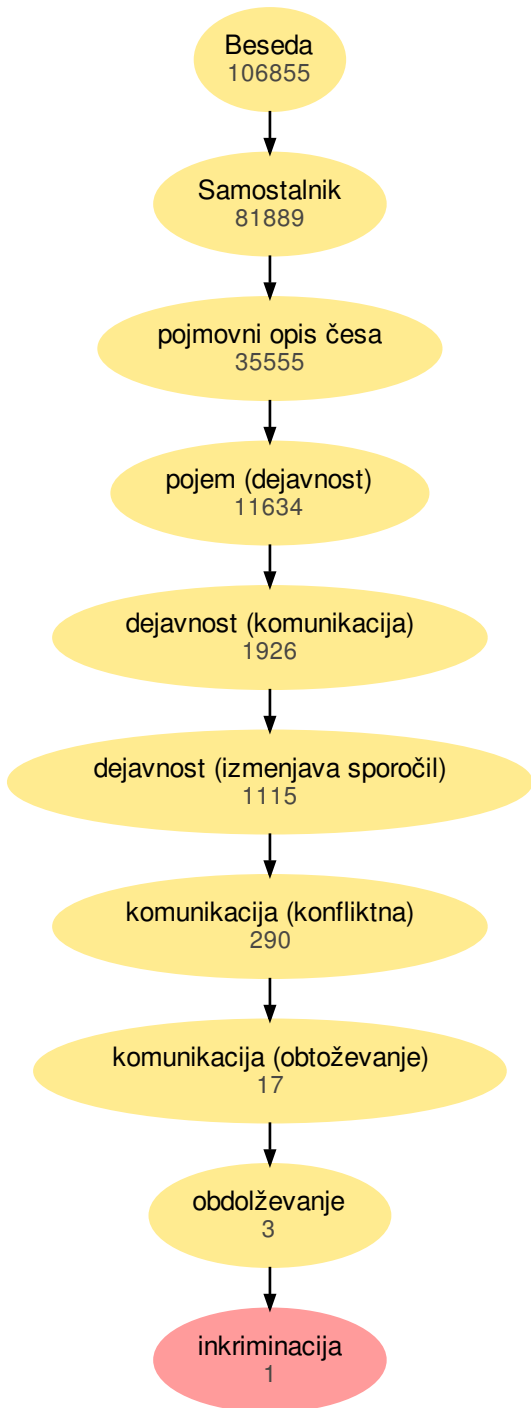 Beseda
106855
Samostalnik
81889
pojmovni opis česa
35555
pojem (dejavnost)
11634
dejavnost (komunikacija)
1926
dejavnost (izmenjava sporočil)
1115
komunikacija (konfliktna)
290
komunikacija (obtoževanje)
17
obdolževanje
3
inkriminacija
1